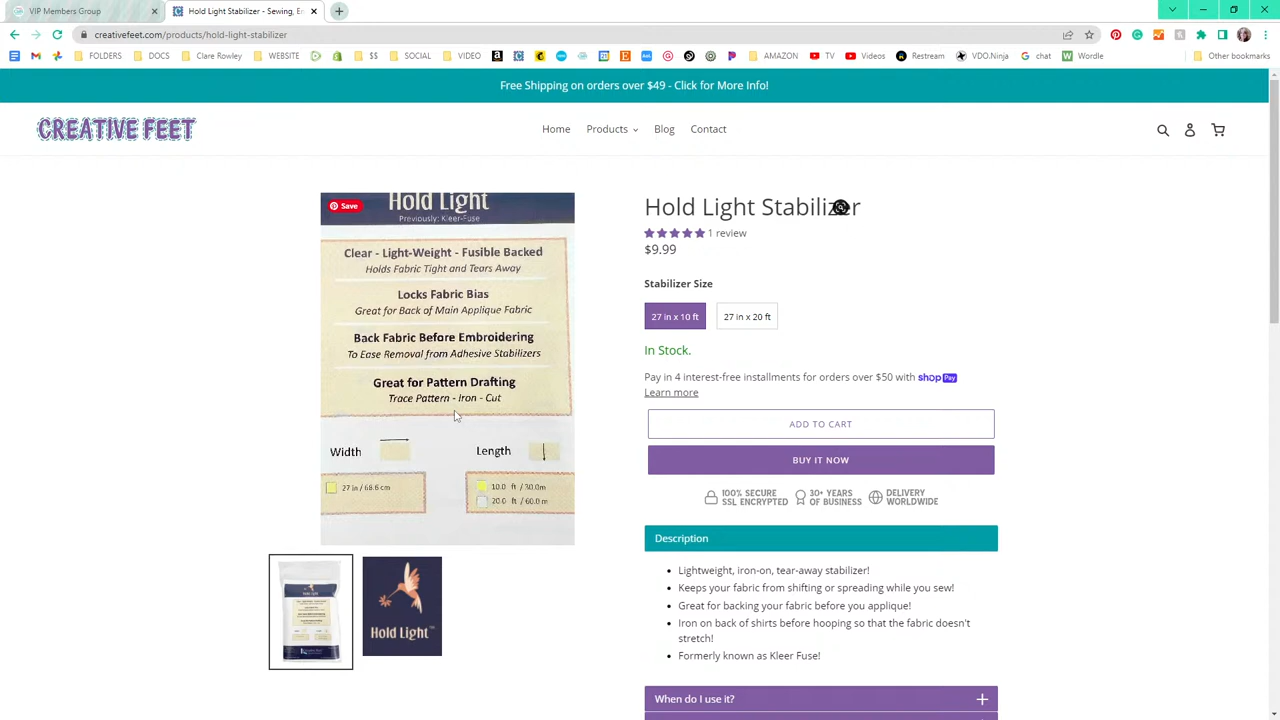 VIP Members Group
Hold Light Stabilizer - Sewing, Em
creativefeet.com/products/hold-light-stabilizer
FOLDERS
DOCS
Clare Rowley
WEBSITE
$$
SOCIAL
VIDEO
AMAZON
TV
Videos
Restream
VDO.Ninja
chat
Wordle
Other bookmarks
Free Shipping on orders over $49 - Click for More Info!
CREATIVE FEET
Home
Products
Blog
Contact
Save
Hold Light
Previously: Kleer-Fuse
Clear - Light-Weight - Fusible Backed
Holds Fabric Tight and Tears Away
Locks Fabric Bias
Great for Back of Main Applique Fabric
Back Fabric Before Embroidering
To Ease Removal from Adhesive Stabilizers
Great for Pattern Drafting
Trace Pattern - Iron - Cut
Width
Length
27 in / 68.6 cm
10.0 ft / 30.0m
20.0 ft / 60.0 m
Hold Light™
Hold Light Stabilizer
1 review
$9.99
Stabilizer Size
27 in x 10 ft
27 in x 20 ft
In Stock.
Pay in 4 interest-free installments for orders over $50 with shop Pay
Learn more
ADD TO CART
BUY IT NOW
100% SECURE
SSL ENCRYPTED
30+ YEARS
OF BUSINESS
DELIVERY
WORLDWIDE
Description
Lightweight, iron-on, tear-away stabilizer!
Keeps your fabric from shifting or spreading while you sew!
Great for backing your fabric before you applique!
Iron on back of shirts before hooping so that the fabric doesn't
stretch!
Formerly known as Kleer Fuse!
When do I use it?